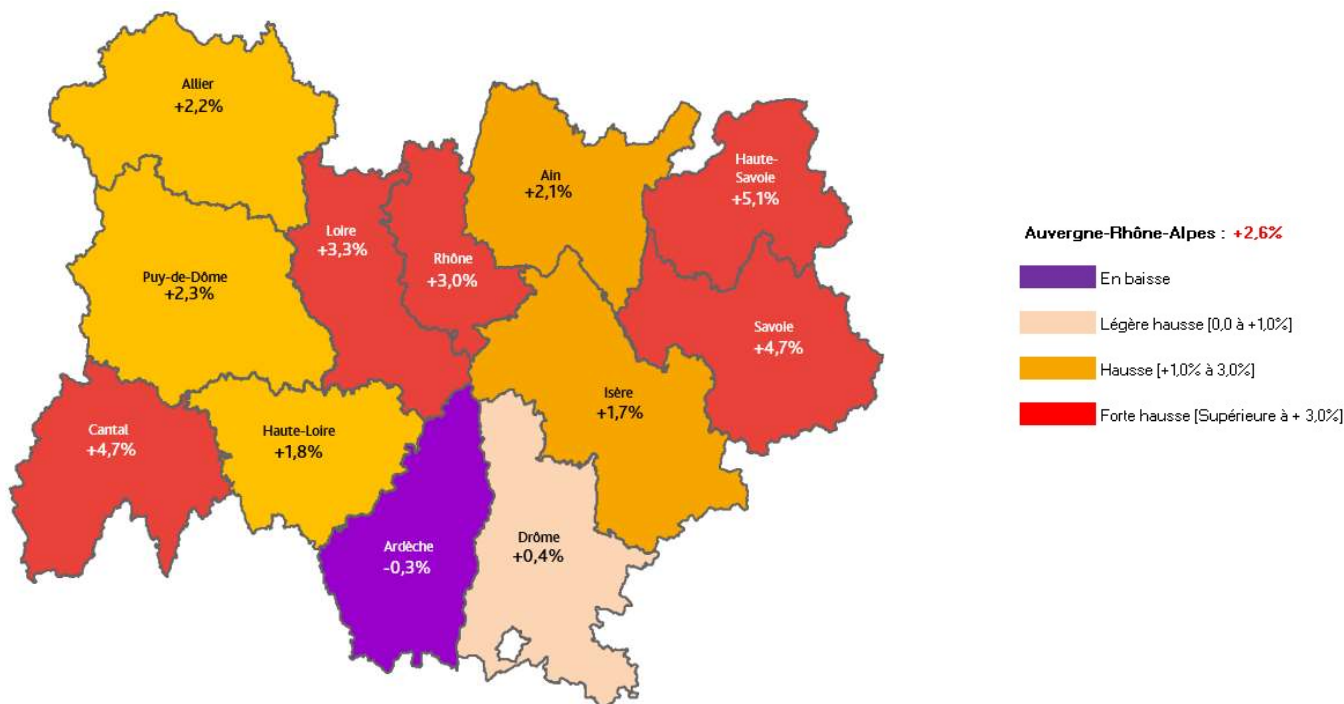 Allier
+2,2%
Ain
+2,1%
Haute-
Savoie
+5,1%
Loire
+3,3%
Rhône
+3,0%
Puy-de-Dôme
+2,3%
Savoie
+4,7%
Isère
+1,7%
Cantal
+4,7%
Haute-Loire
+1,8%
Ardèche
-0,3%
Drôme
+0,4%
Auvergne-Rhône-Alpes : +2,6%
En baisse
Légère hausse [0,0 à +1,0%]
Hausse [+1,0% à 3,0%]
Forte hausse [Supérieure à + 3,0%]